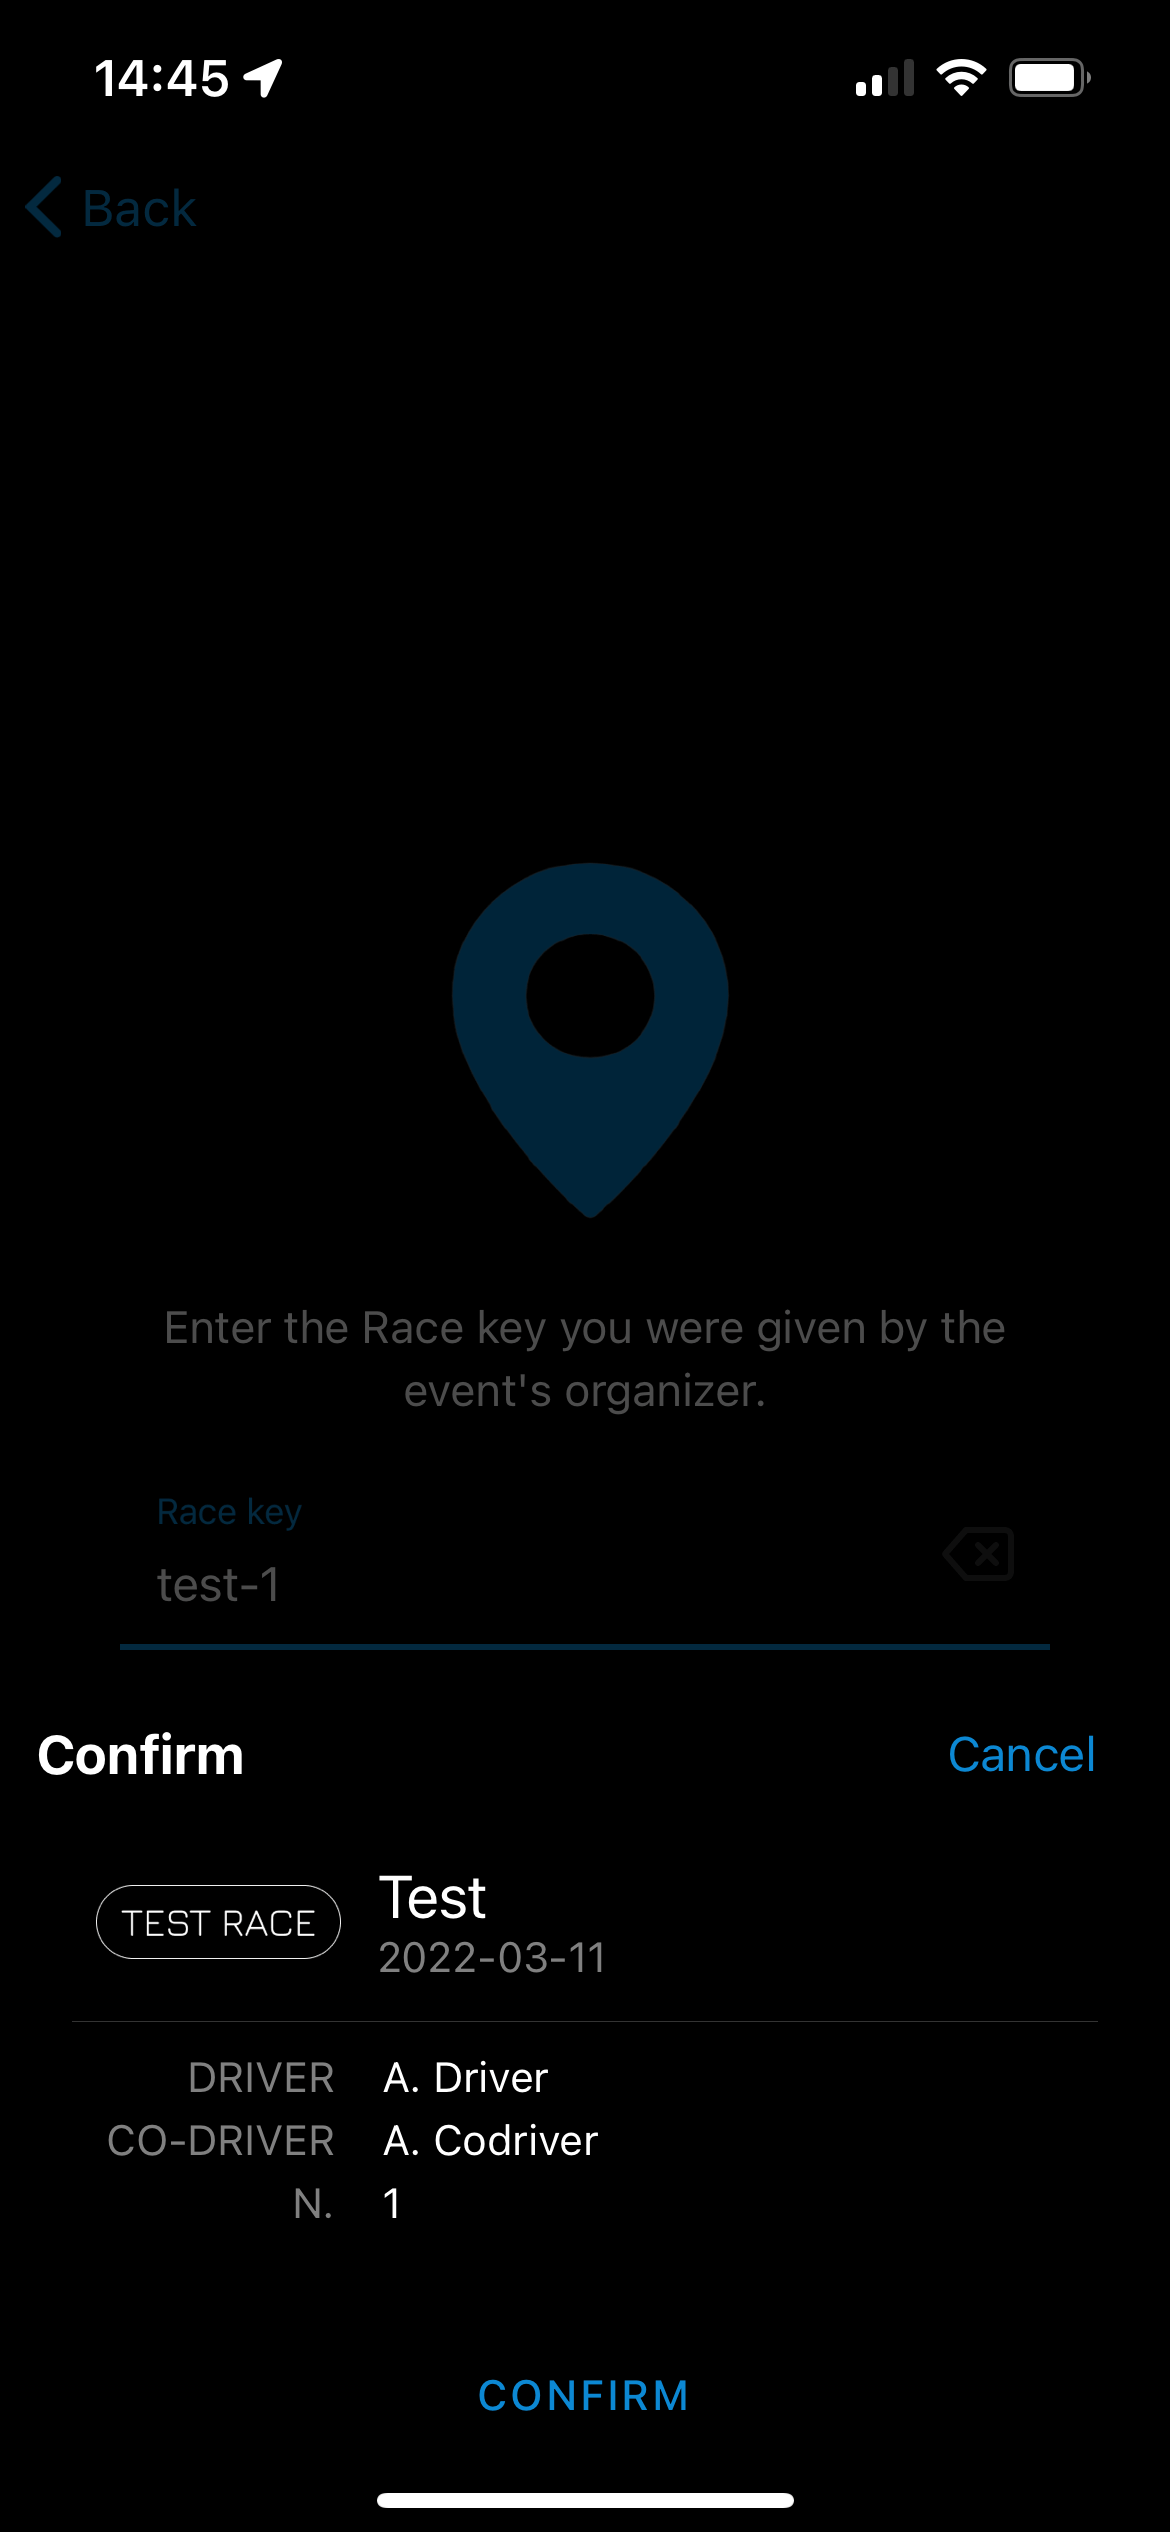 14:45
Back
Enter the Race key you were given by the
event's organizer.
Race key
test-1
Confirm
Cancel
TEST RACE
Test
2022-03-11
DRIVER A. Driver
CO-DRIVER A. Codriver
N. 1
CONFIRM